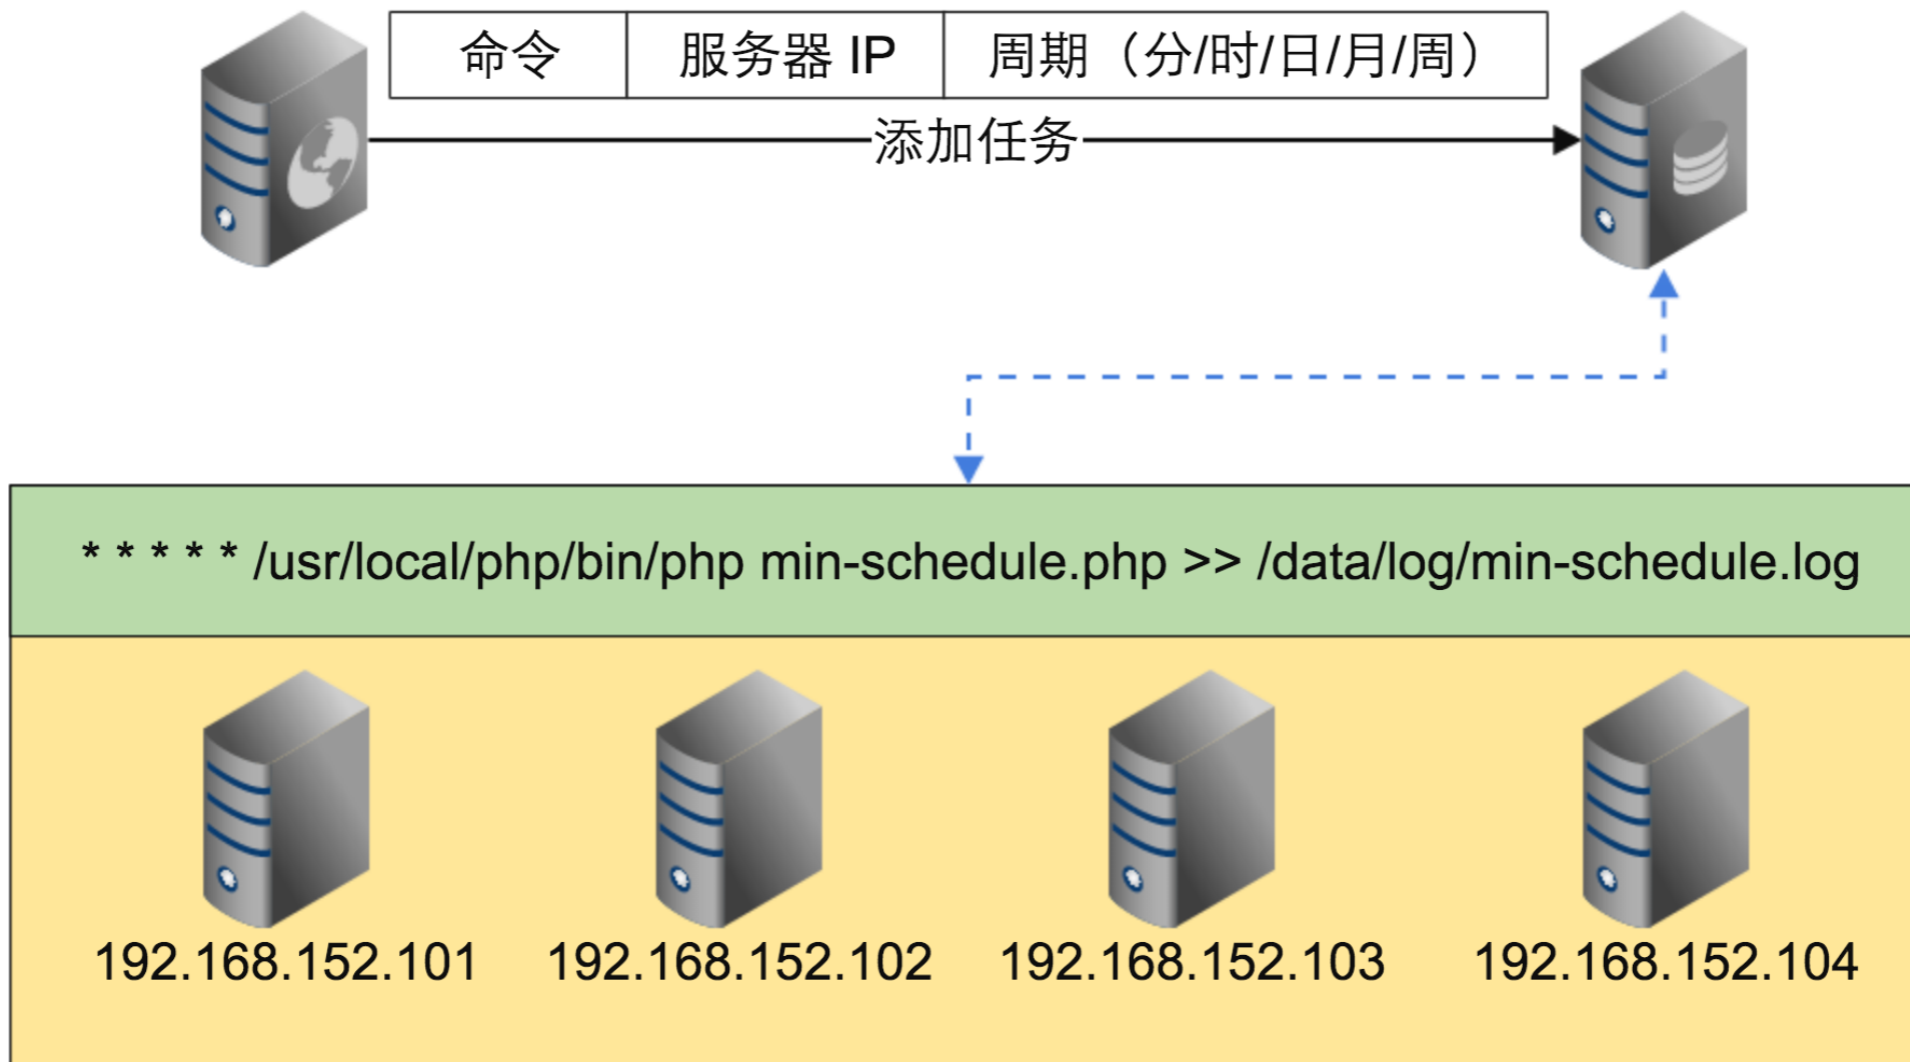 命令 服务器 IP 周期（分/时/日/月/周）
添加任务
* * * * * /usr/local/php/bin/php min-schedule.php >> /data/log/min-schedule.log
192.168.152.101 192.168.152.102 192.168.152.103 192.168.152.104